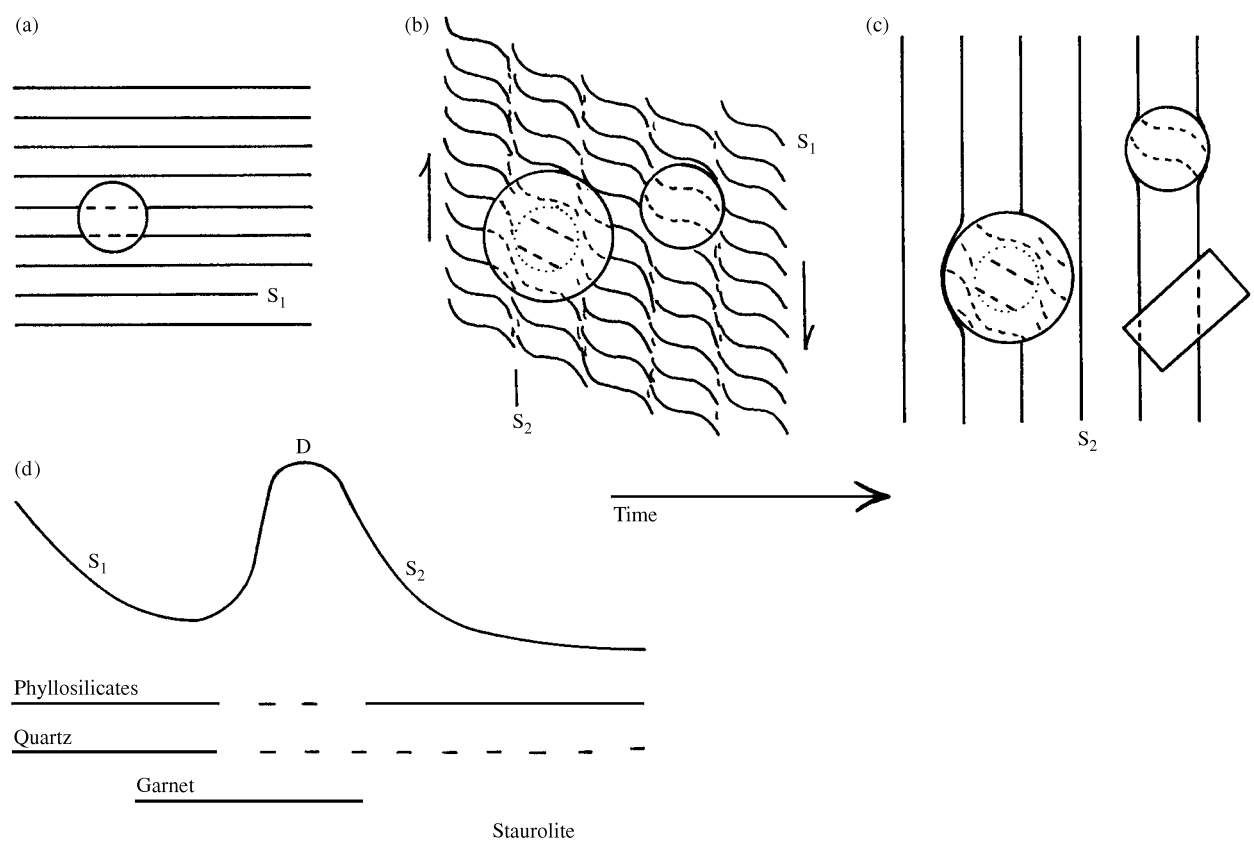 (a)
(b)
(c)
S₁
S₁
S₂
S₂
(d)
D
Time
S₁
S₂
Phyllosilicates
Quartz
Garnet
Staurolite